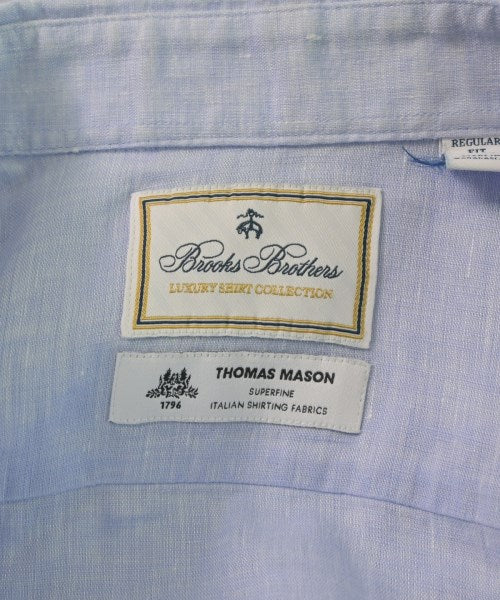 REGULAR
FIT
Brooks Brothers
LUXURY SHIRT COLLECTION
THOMAS MASON
SUPERFINE
1796
ITALIAN SHIRTING FABRICS